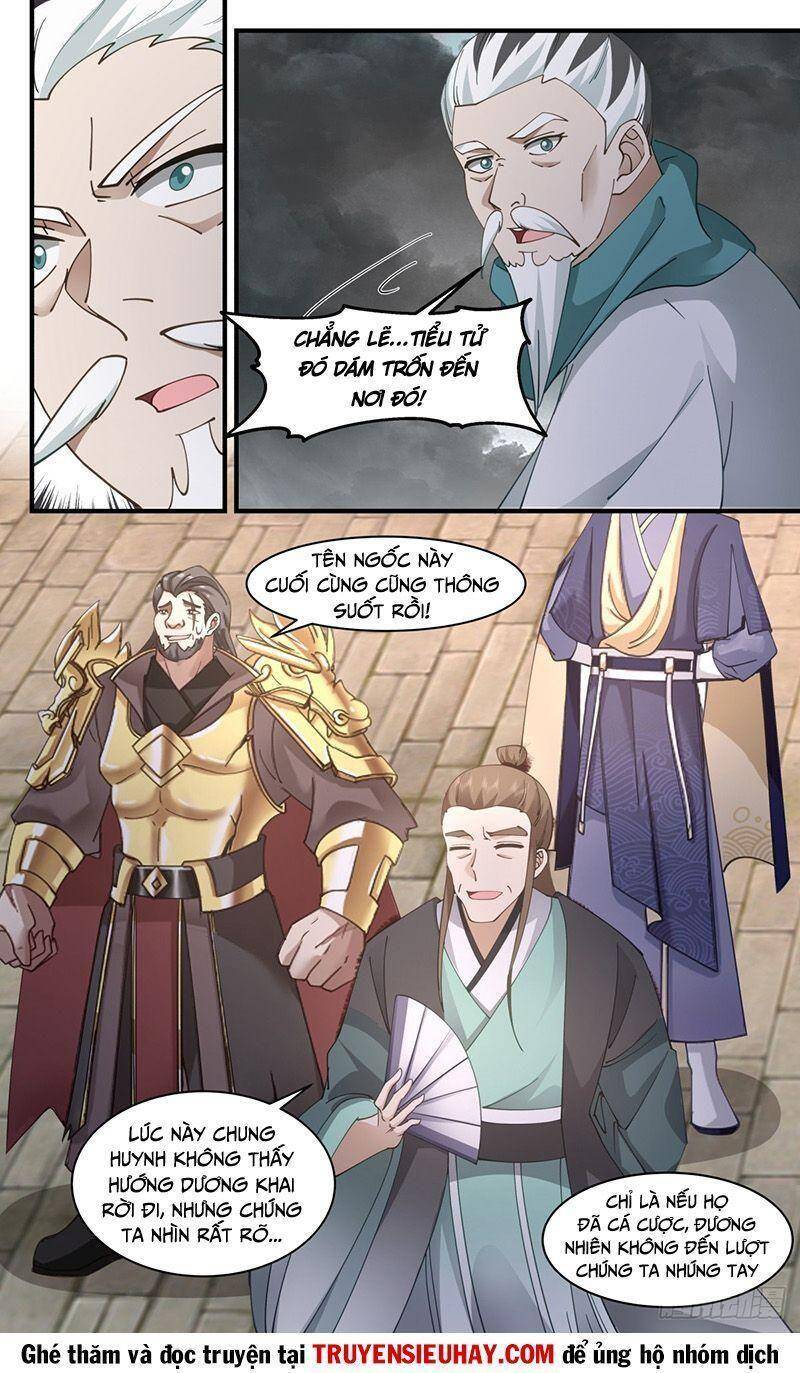 CHẲNG LẼ...TIỂU TỬ
ĐÓ DÁM TRỐN ĐẾN
NƠI ĐÓ!
TÊN NGỐC NÀY
CUỐI CÙNG CŨNG THÔNG
SUỐT RỒI!
LÚC NÀY CHUNG
HUYNH KHÔNG THẤY
HƯỚNG DƯƠNG KHAI
RỜI ĐI, NHƯNG CHÚNG
TA NHÌN RẤT RÕ...
CHỈ LÀ NẾU HỌ
ĐÃ CÁ CƯỢC, ĐƯƠNG
NHIÊN KHÔNG ĐẾN LƯỢT
CHÚNG TA NHÚNG TAY
Ghé thăm và đọc truyện tại TRUYENSIEUHAY.COM để ủng hộ nhóm dịch